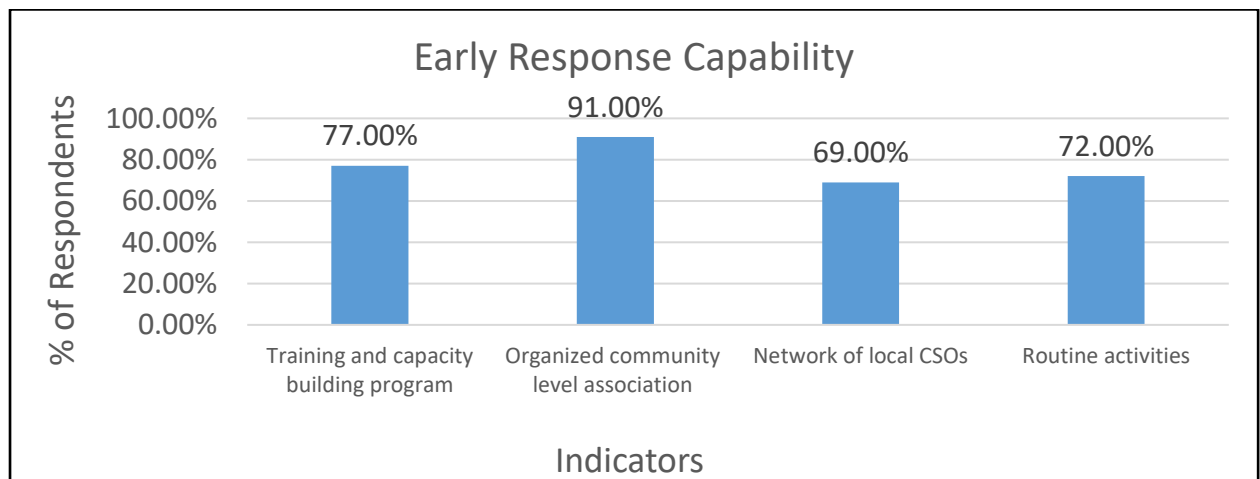 Early Response Capability
% of Respondents
100.00%
80.00%
60.00%
40.00%
20.00%
0.00%
77.00%
91.00%
69.00%
72.00%
Training and capacity
building program
Organized community
level association
Network of local CSOs
Routine activities
Indicators